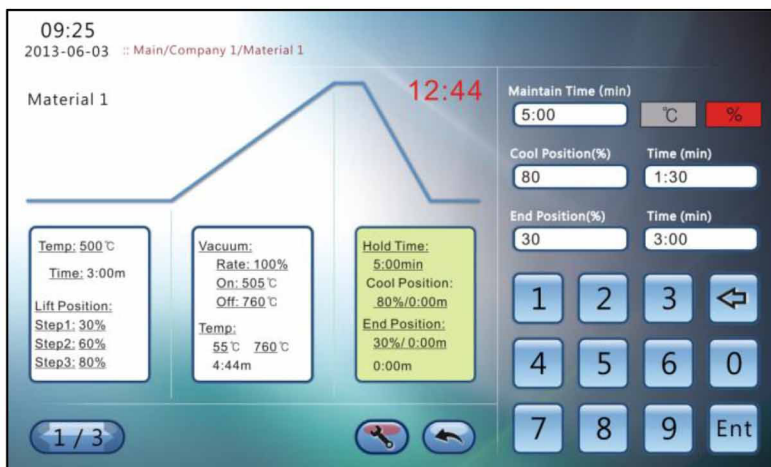 09:25
2013-06-03 :: Main/Company 1/Material 1
Material 1
12:44
Temp: 500℃
Time: 3:00m
Lift Position:
Step1: 30%
Step2: 60%
Step3: 80%
Vacuum:
Rate: 100%
On: 505℃
Off: 760℃
Temp:
55℃ 760℃
4:44m
Hold Time:
5:00min
Cool Position:
80%/0:00m
End Position:
30%/ 0:00m
0:00m
1/3
Maintain Time (min)
5:00 ℃ %
Cool Position(%) Time (min)
80 1:30
End Position(%) Time (min)
30 3:00
1 2 3
4 5 6 0
7 8 9 Ent